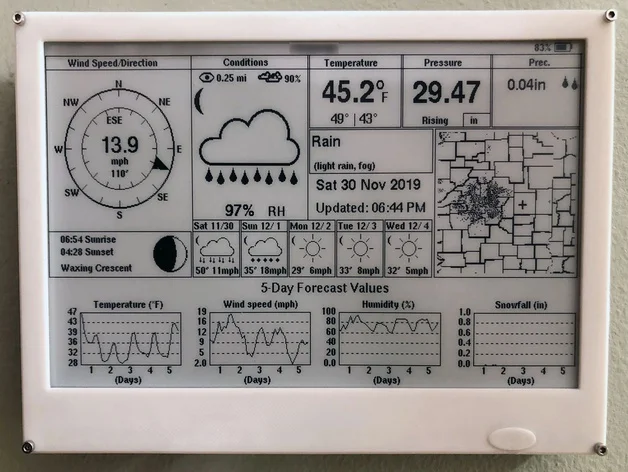 83%
Wind Speed/Direction
N
NW
NE
ESE
13.9
mph
110°
W
E
SW
SE
S
Conditions
0.25 mi
90%
97% RH
Temperature
45.2°F
49° | 43°
Pressure
29.47
Rising in
Prec.
0.04in
Rain
(light rain, fog)
Sat 30 Nov 2019
Updated: 06:44 PM
06:54 Sunrise
04:28 Sunset
Waxing Crescent
Sat 11/30
50° 11mph
Sun 12/ 1
35° 18mph
Mon 12/ 2
29° 6mph
Tue 12/ 3
33° 8mph
Wed 12/ 4
32° 5mph
5-Day Forecast Values
Temperature (°F)
47
43
39
36
32
28
1 2 3 4 5
(Days)
Wind speed (mph)
19
16
12
9
5
2.0
1 2 3 4 5
(Days)
Humidity (%)
100
80
60
40
20
0.0
1 2 3 4 5
(Days)
Snowfall (in)
1.0
0.8
0.6
0.4
0.2
0.0
1 2 3 4 5
(Days)